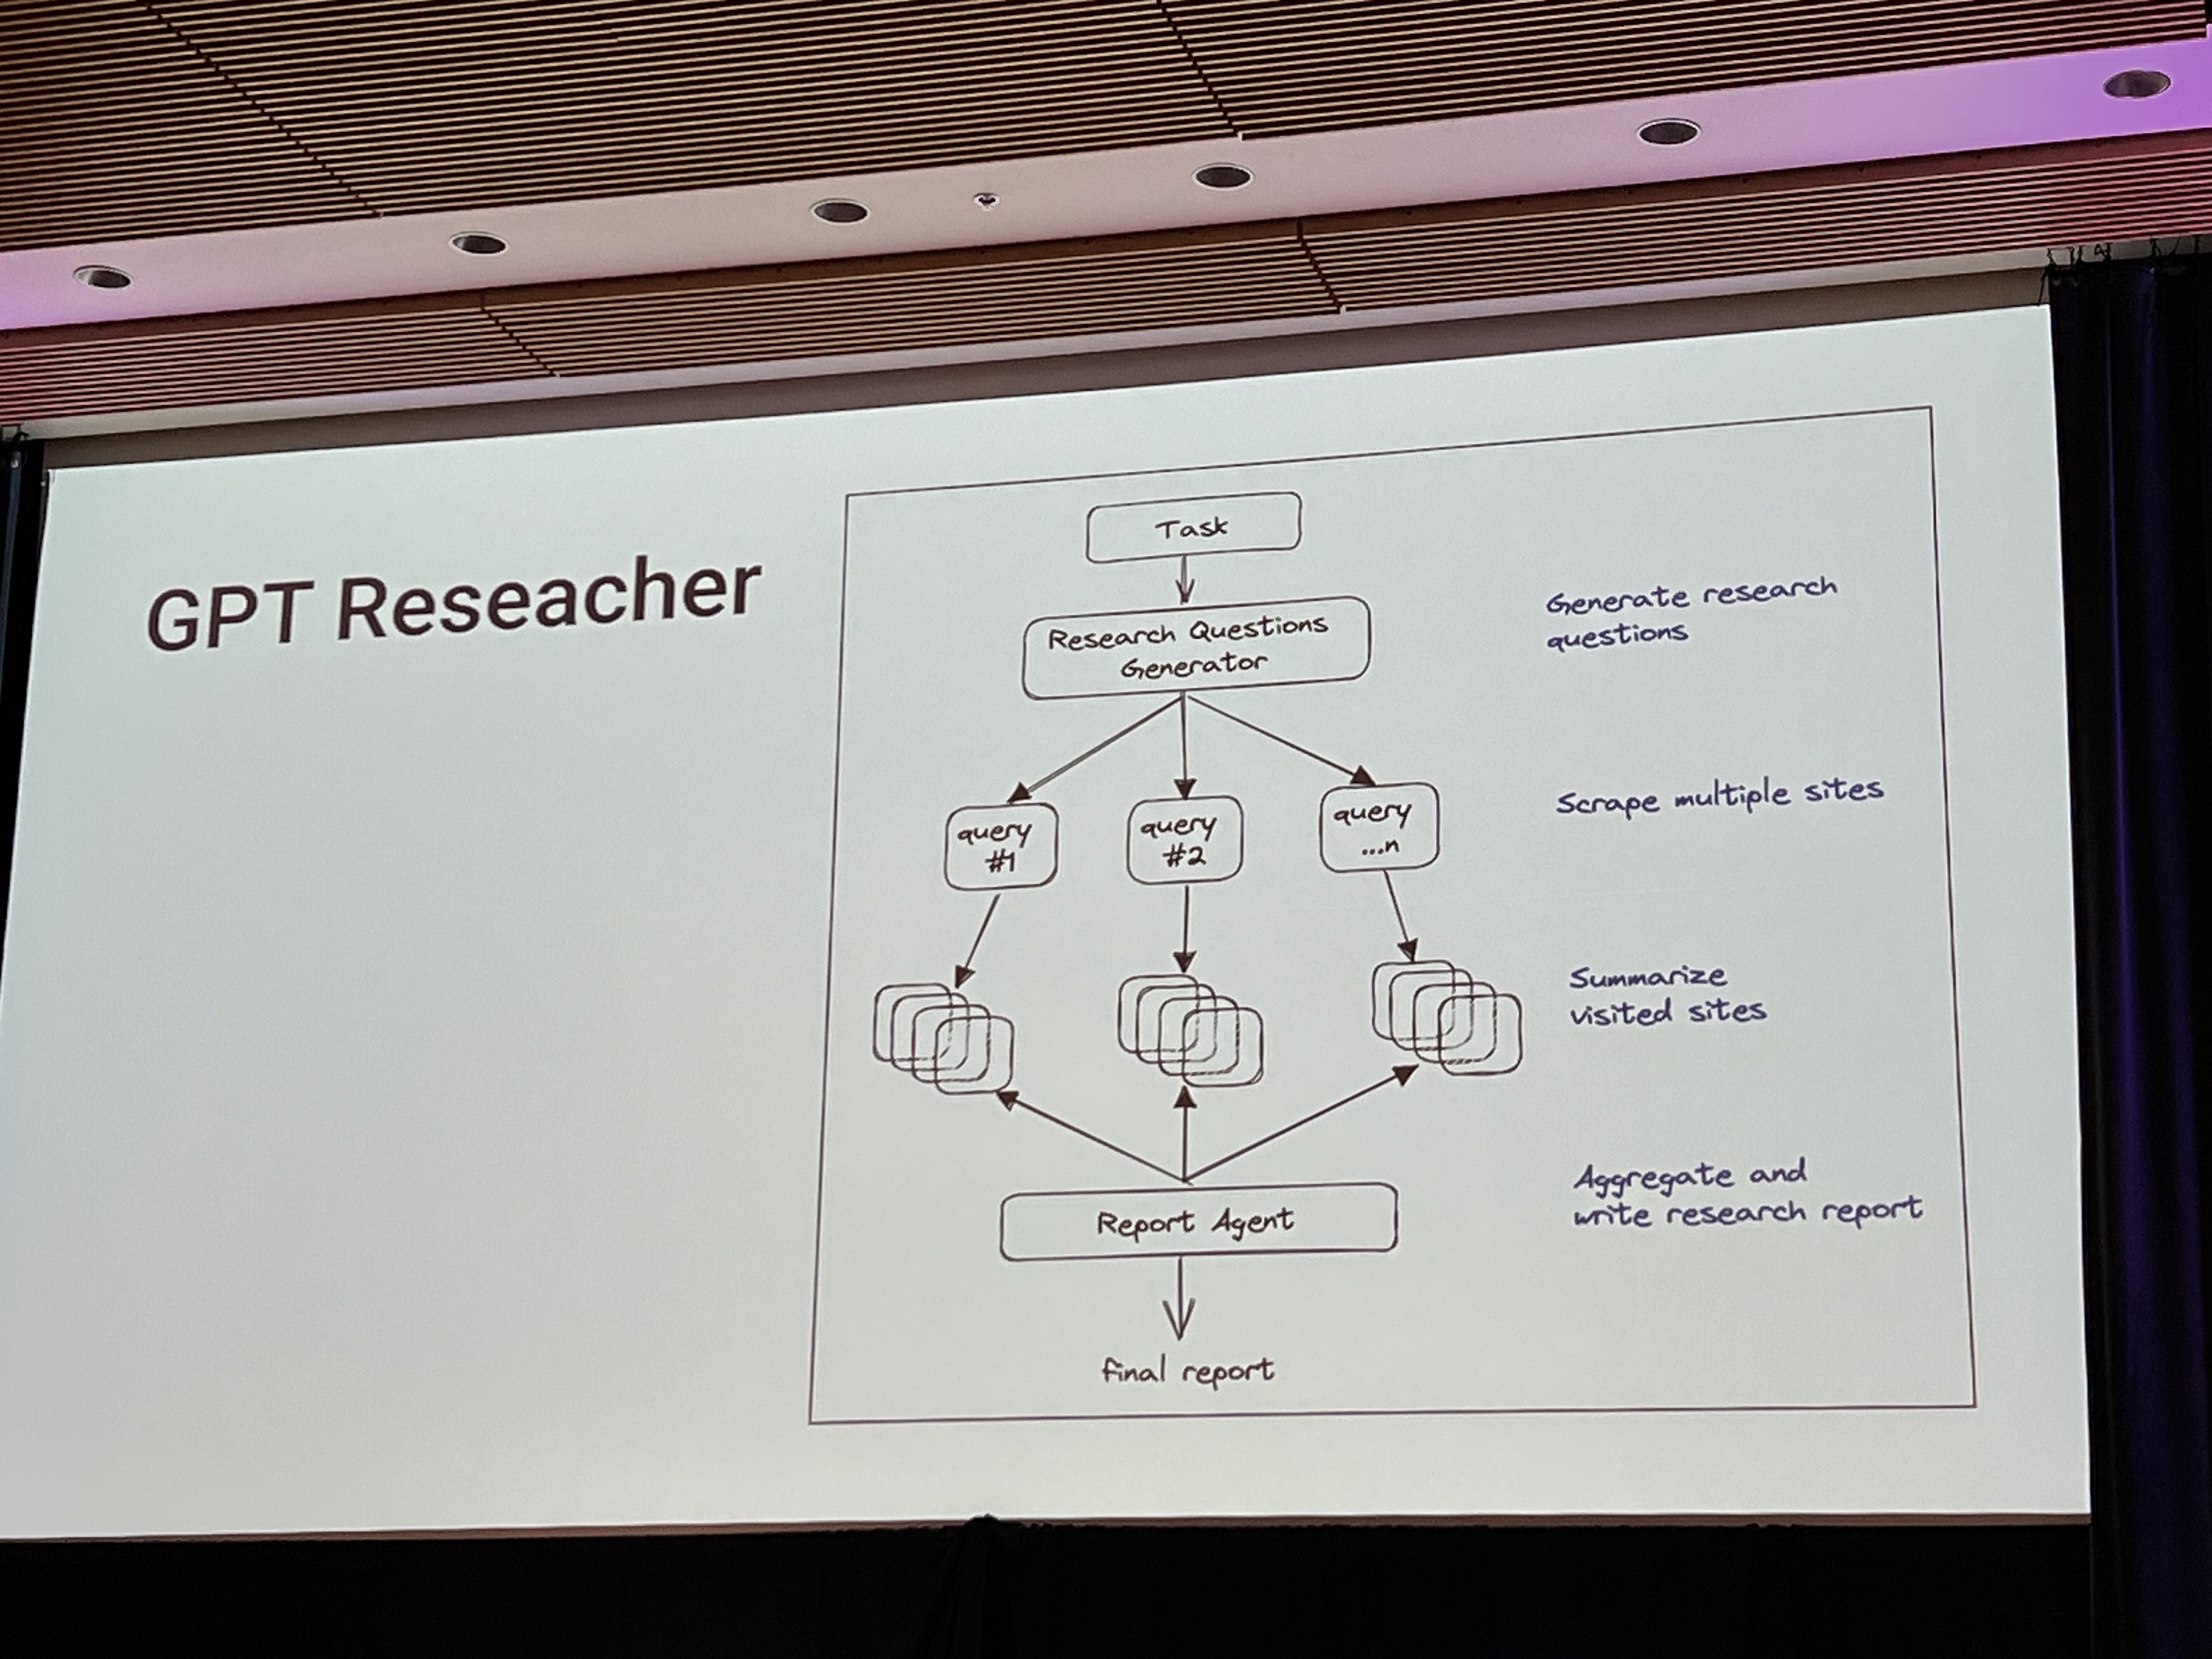 GPT Reseacher
Task
Research Questions
Generator
Generate research
questions
query
#1
query
#2
query
...n
Scrape multiple sites
Summarize
visited sites
Report Agent
Aggregate and
write research report
final report